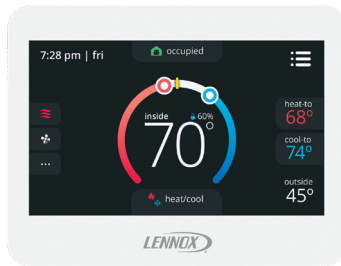 7:28 pm | fri
occupied
inside
60%
70°
heat-to
68°
cool-to
74°
outside
45°
...
heat/cool
LENNOX